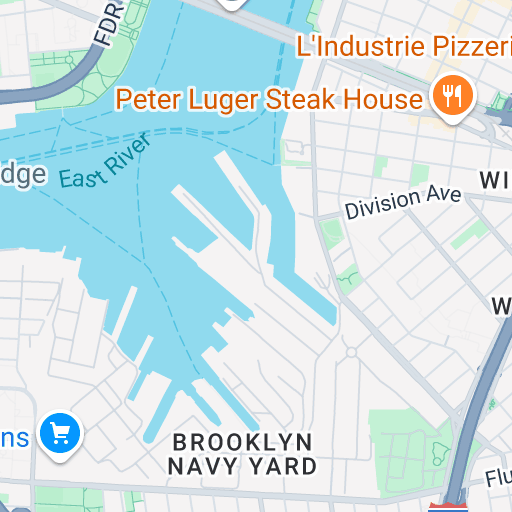 FDR
L'Industrie Pizzeri
Peter Luger Steak House
East River
dge
WI
Division Ave
W
ns
BROOKLYN
NAVY YARD
Flu